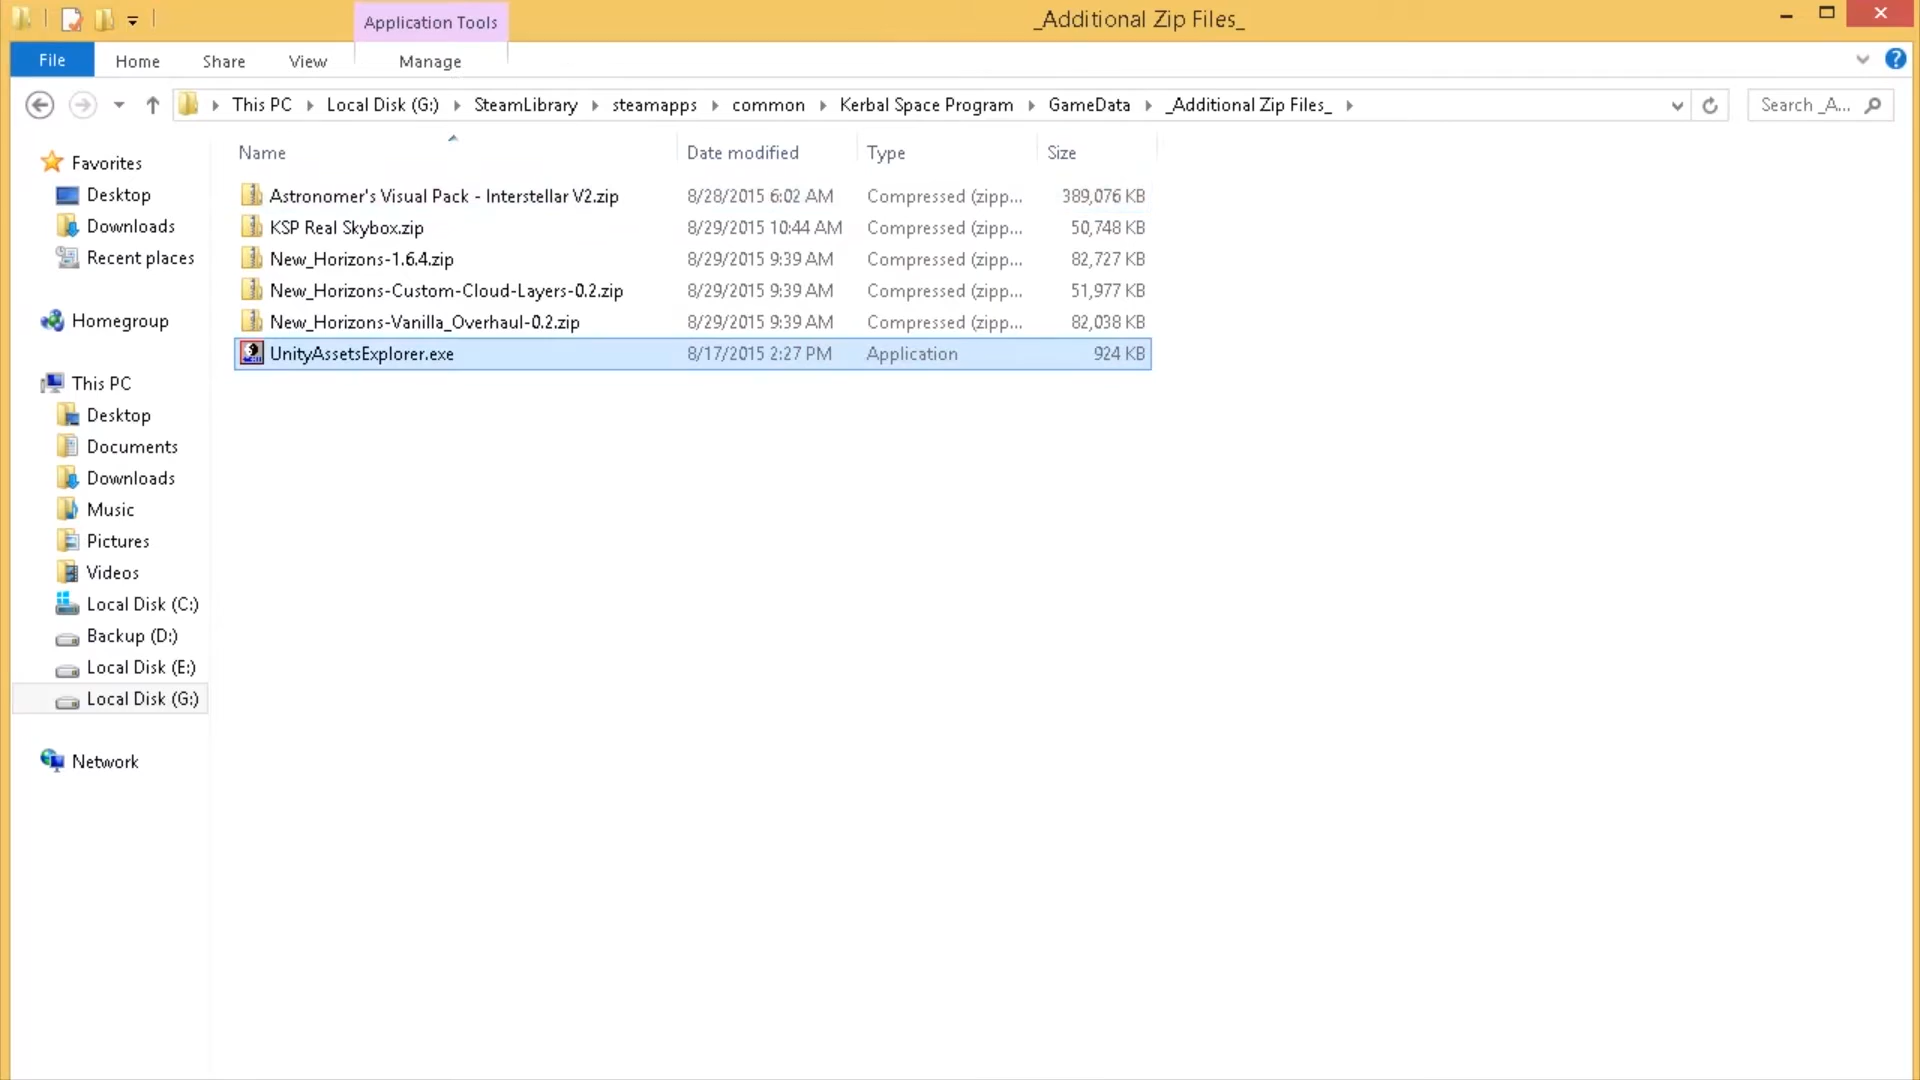 Application Tools
_Additional Zip Files_
File Home Share View Manage
This PC Local Disk (G:) SteamLibrary steamapps common Kerbal Space Program GameData _Additional Zip Files_
Search _A...
Name Date modified Type Size
Astronomer's Visual Pack - Interstellar V2.zip 8/28/2015 6:02 AM Compressed (zipp... 389,076 KB
KSP Real Skybox.zip 8/29/2015 10:44 AM Compressed (zipp... 50,748 KB
New_Horizons-1.6.4.zip 8/29/2015 9:39 AM Compressed (zipp... 82,727 KB
New_Horizons-Custom-Cloud-Layers-0.2.zip 8/29/2015 9:39 AM Compressed (zipp... 51,977 KB
New_Horizons-Vanilla_Overhaul-0.2.zip 8/29/2015 9:39 AM Compressed (zipp... 82,038 KB
UnityAssetsExplorer.exe 8/17/2015 2:27 PM Application 924 KB
Favorites
Desktop
Downloads
Recent places
Homegroup
This PC
Desktop
Documents
Downloads
Music
Pictures
Videos
Local Disk (C:)
Backup (D:)
Local Disk (E:)
Local Disk (G:)
Network